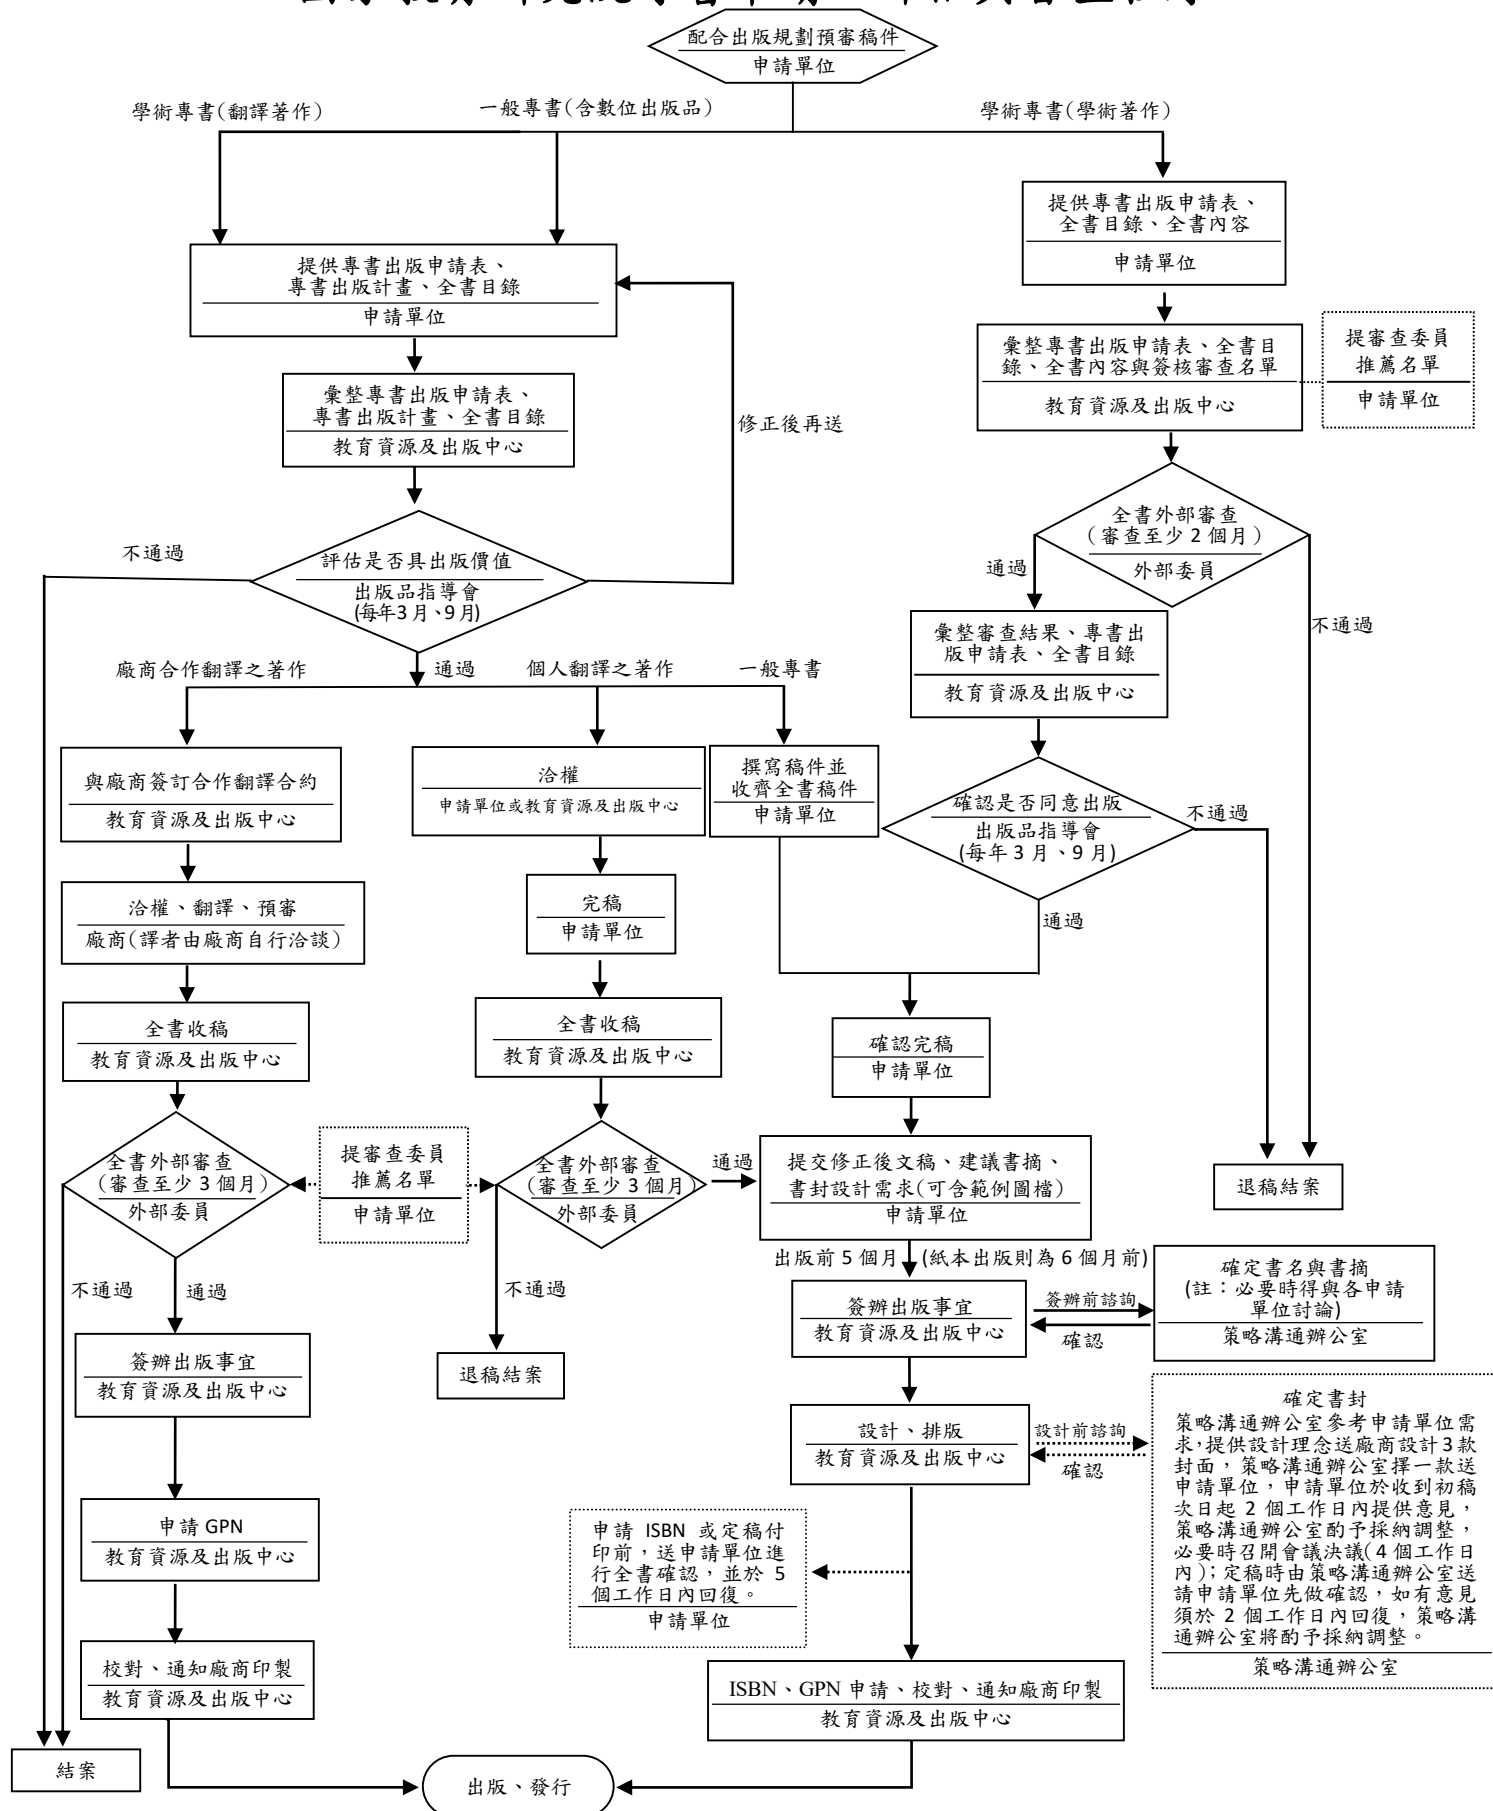 配合出版規劃預審稿件
申請單位
學術專書(翻譯著作)
一般專書(含數位出版品)
學術專書(學術著作)
提供專書出版申請表、
全書目錄、全書內容
申請單位
提供專書出版申請表、
專書出版計畫、全書目錄
申請單位
彙整專書出版申請表、全書目
錄、全書內容與簽核審查名單
教育資源及出版中心
提審查委員
推薦名單
申請單位
彙整專書出版申請表、
專書出版計畫、全書目錄
教育資源及出版中心
修正後再送
全書外部審查
(審查至少 2 個月)
外部委員
不通過
評估是否具出版價值
出版品指導會
(每年3 月、9 月)
通過
不通過
彙整審查結果、專書出
版申請表、全書目錄
教育資源及出版中心
廠商合作翻譯之著作
通過
個人翻譯之著作
一般專書
與廠商簽訂合作翻譯合約
教育資源及出版中心
洽權
申請單位或教育資源及出版中心
撰寫稿件並
收齊全書稿件
申請單位
確認是否同意出版
出版品指導會
(每年 3 月、9 月)
不通過
通過
洽權、翻譯、預審
廠商(譯者由廠商自行洽談)
完稿
申請單位
全書收稿
教育資源及出版中心
全書收稿
教育資源及出版中心
確認完稿
申請單位
全書外部審查
(審查至少 3 個月)
外部委員
提審查委員
推薦名單
申請單位
全書外部審查
(審查至少 3 個月)
外部委員
通過
提交修正後文稿、建議書摘、
書封設計需求(可含範例圖檔)
申請單位
退稿結案
出版前 5 個月
(紙本出版則為 6 個月前)
不通過
通過
不通過
簽辦出版事宜
教育資源及出版中心
簽辦前諮詢
確認
確定書名與書摘
(註：必要時得與各申請
單位討論)
策略溝通辦公室
簽辦出版事宜
教育資源及出版中心
退稿結案
設計、排版
教育資源及出版中心
設計前諮詢
確認
確定書封
策略溝通辦公室參考申請單位需
求,提供設計理念送廠商設計 3 款
封面，策略溝通辦公室擇一款送
申請單位，申請單位於收到初稿
次日起 2 個工作日內提供意見，
策略溝通辦公室酌予採納調整，
必要時召開會議決議(4 個工作日
內)；定稿時由策略溝通辦公室送
請申請單位先做確認，如有意見
須於 2 個工作日內回復，策略溝
通辦公室將酌予採納調整。
策略溝通辦公室
申請 GPN
教育資源及出版中心
申請 ISBN 或定稿付
印前，送申請單位進
行全書確認，並於 5
個工作日內回復。
申請單位
校對、通知廠商印製
教育資源及出版中心
ISBN、GPN 申請、校對、通知廠商印製
教育資源及出版中心
結案
出版、發行